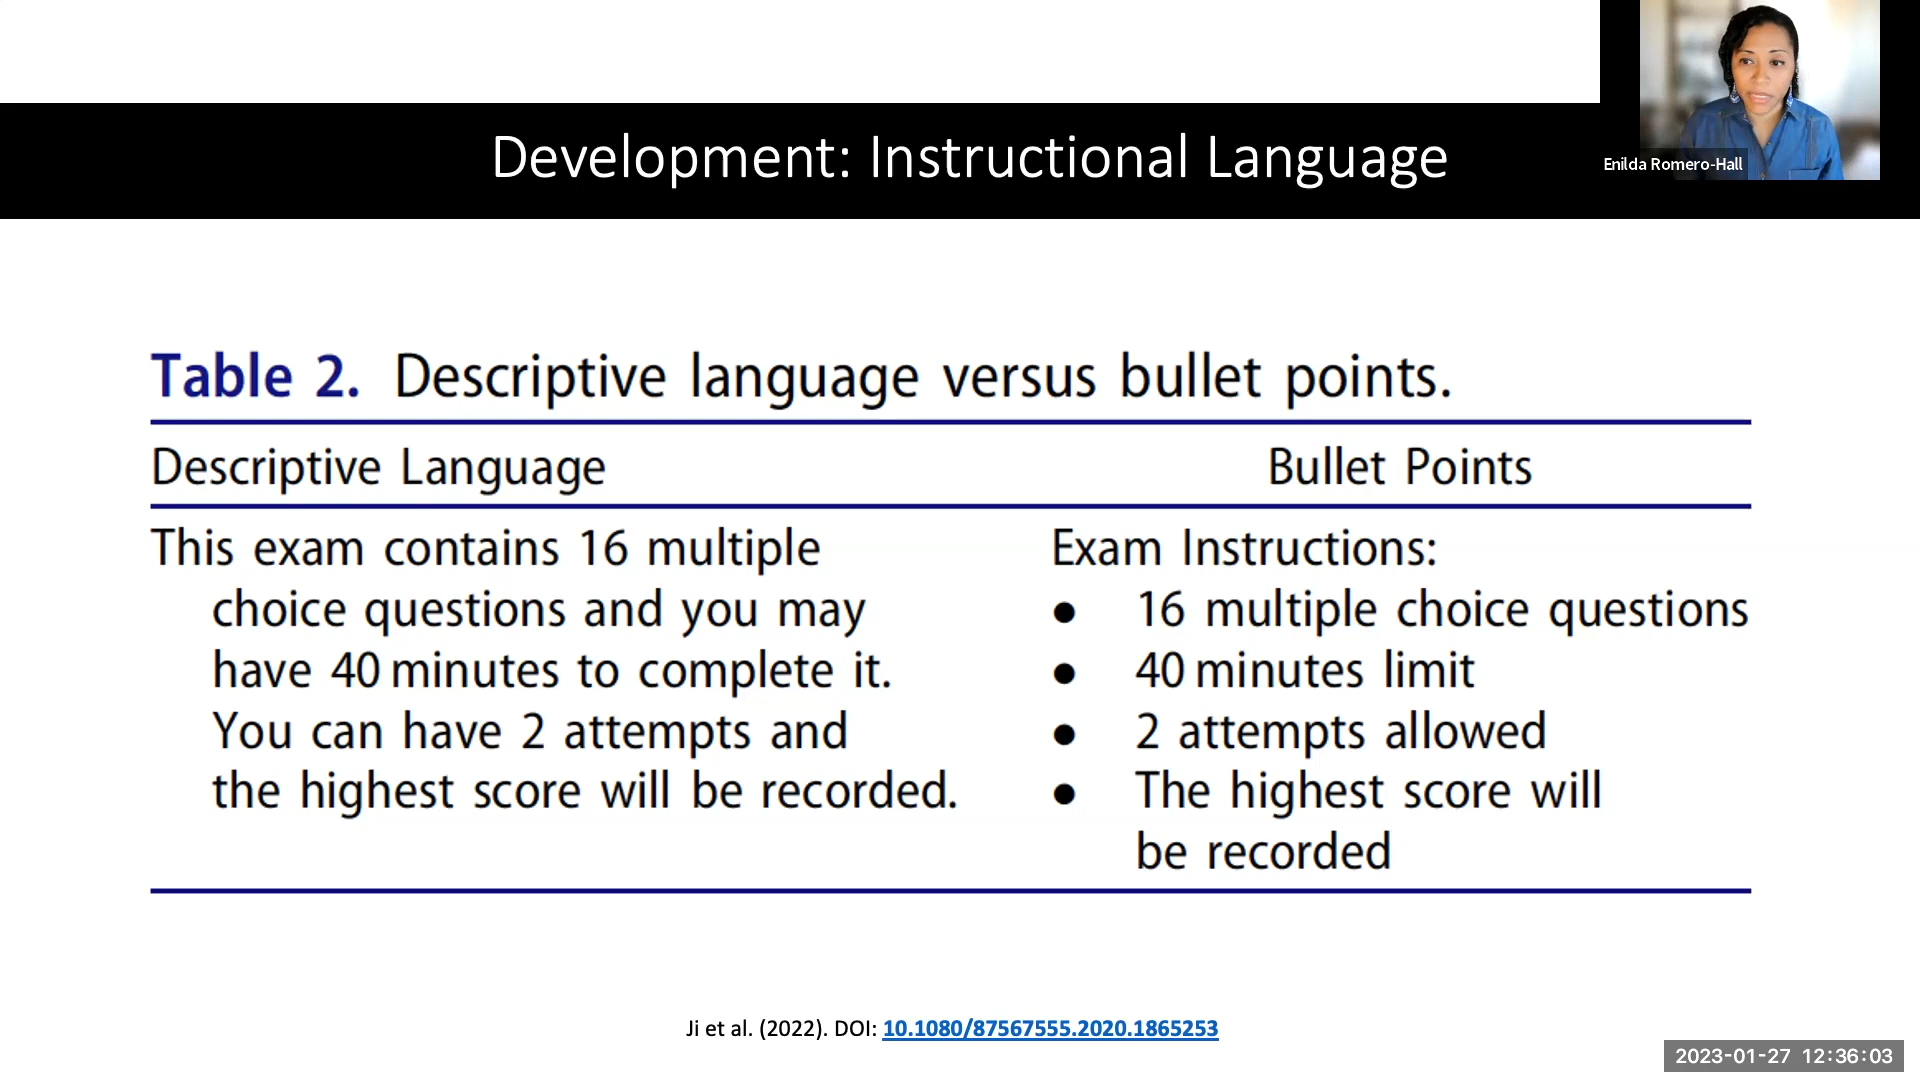 Development: Instructional Language
Enilda Romero-Hall
Table 2. Descriptive language versus bullet points.
Descriptive Language
Bullet Points
This exam contains 16 multiple
choice questions and you may
have 40 minutes to complete it.
You can have 2 attempts and
the highest score will be recorded.
Exam Instructions:
● 16 multiple choice questions
● 40 minutes limit
● 2 attempts allowed
● The highest score will
be recorded
Ji et al. (2022). DOI: 10.1080/87567555.2020.1865253
2023-01-27 12:36:03